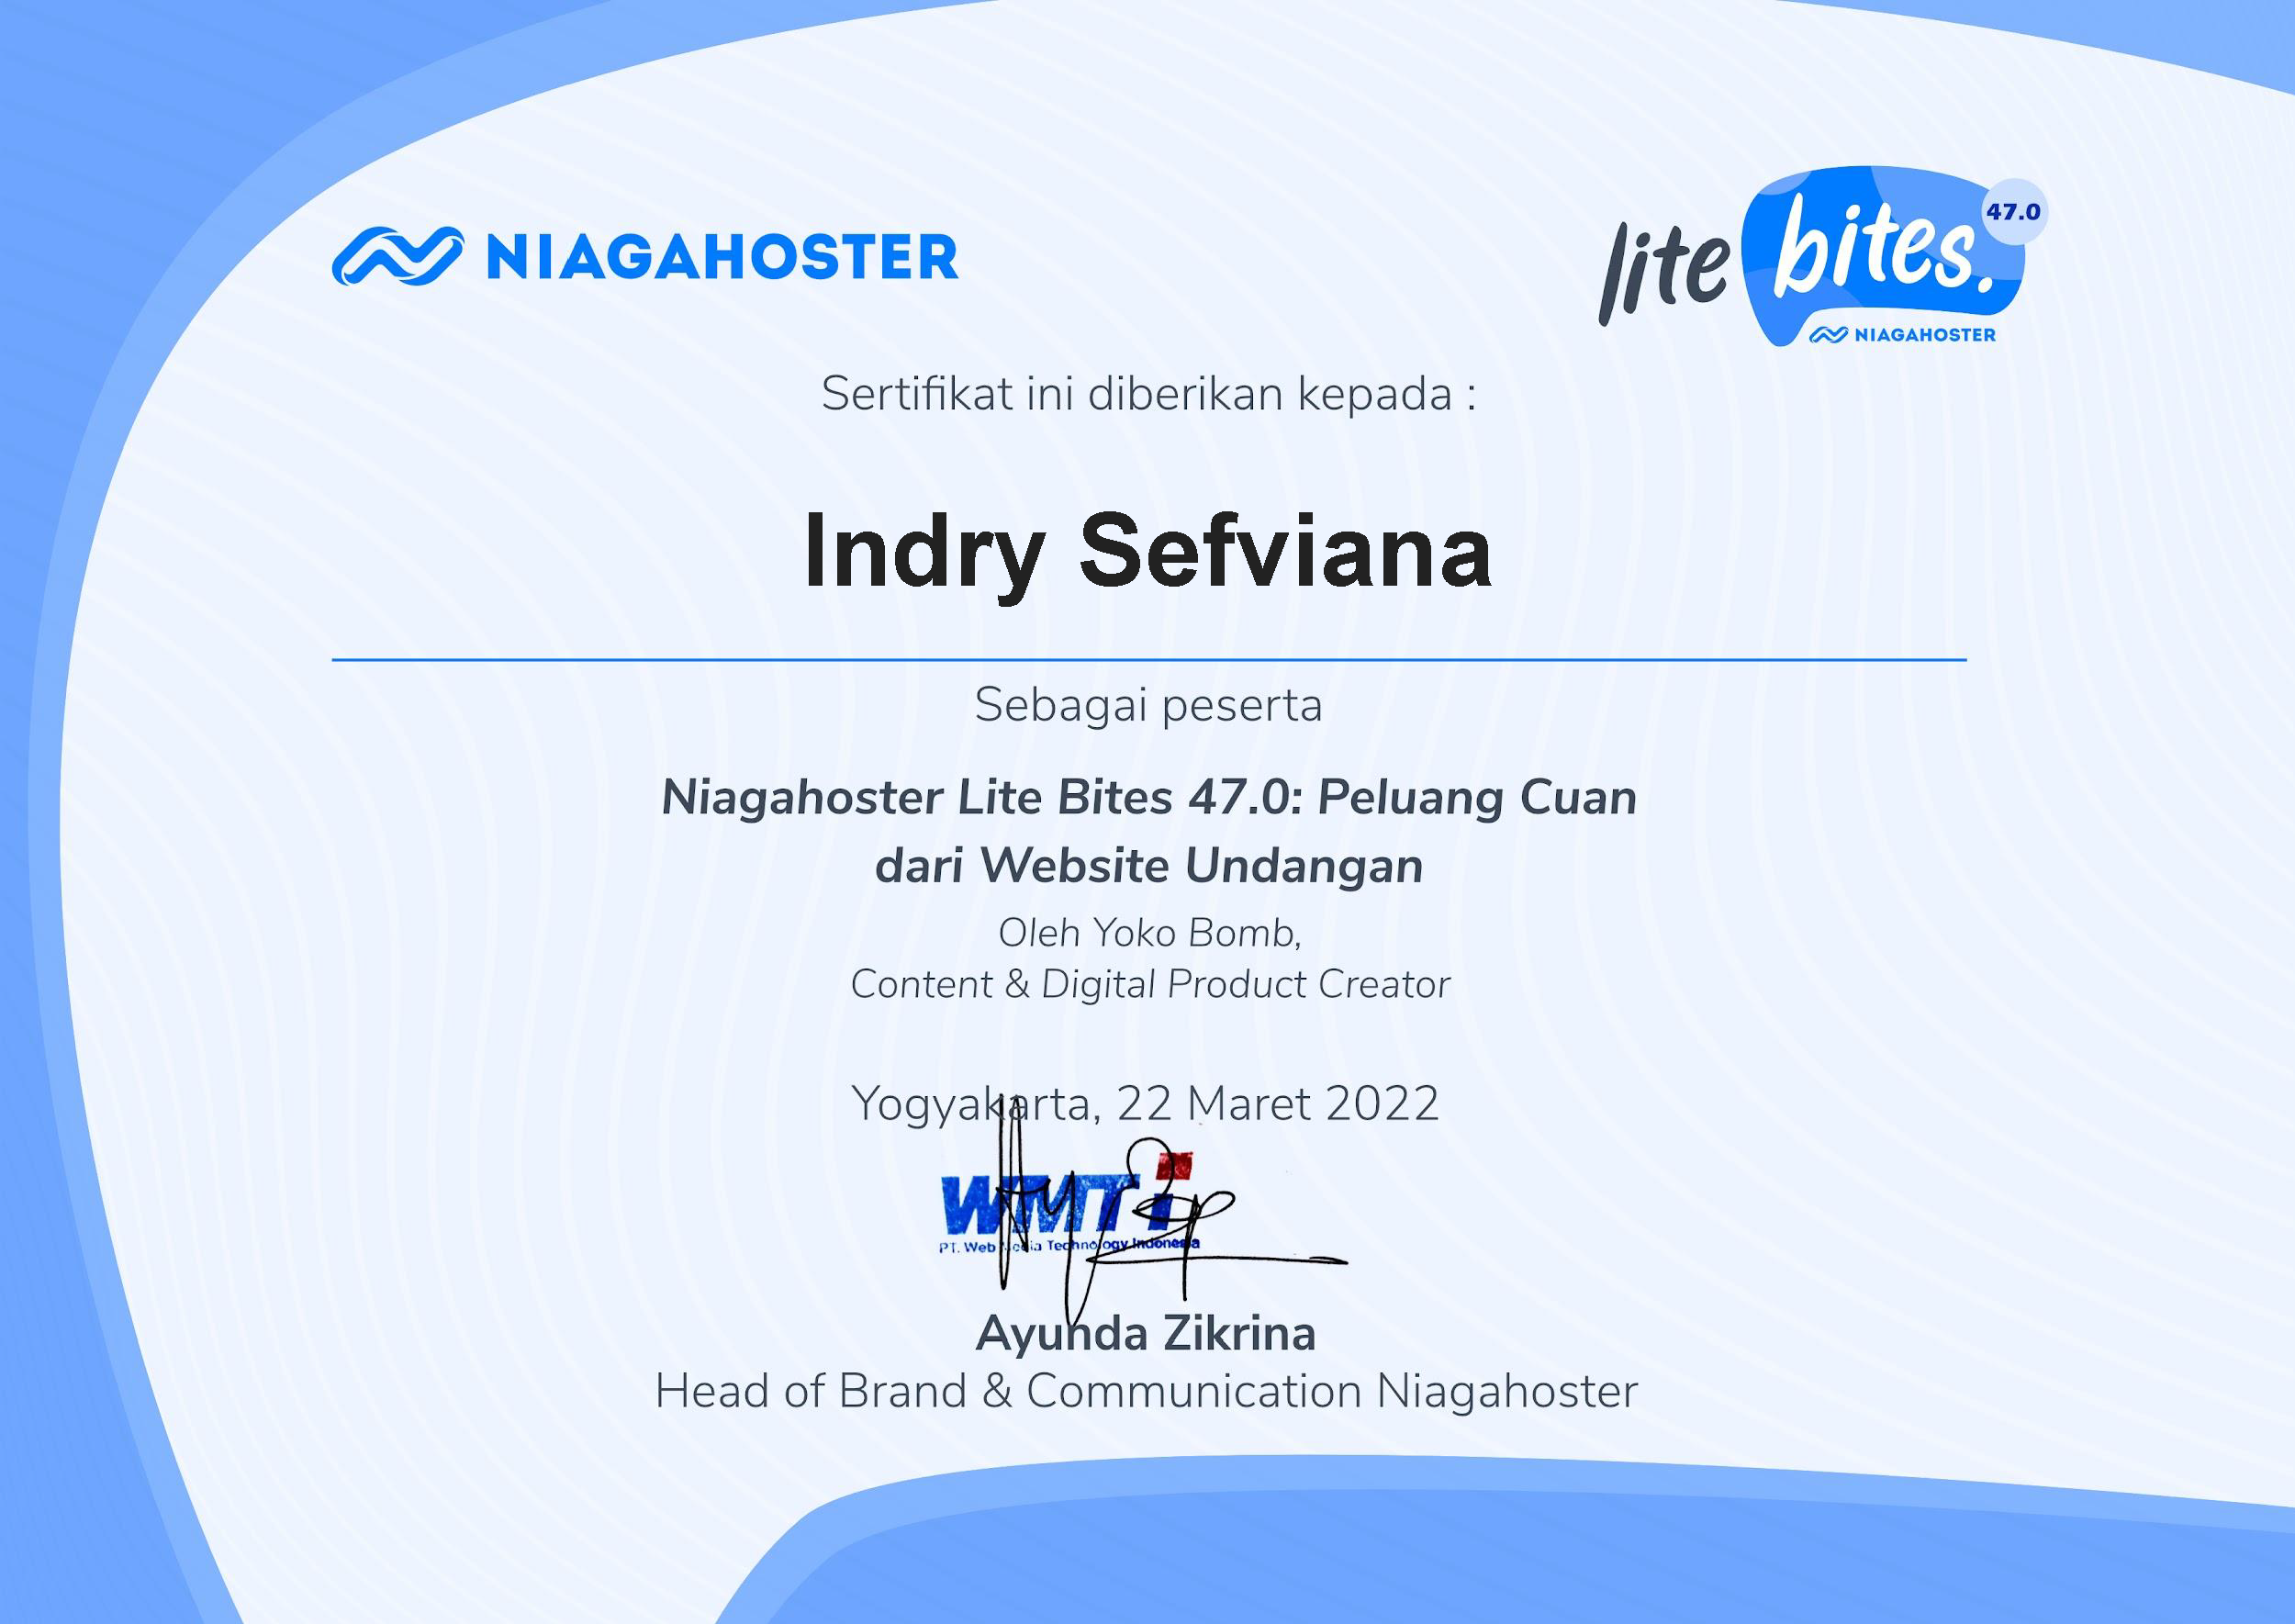 NIAGAHOSTER
lite bites. 47.0
NIAGAHOSTER
Sertifikat ini diberikan kepada :
Indry Sefviana
Sebagai peserta
Niagahoster Lite Bites 47.0: Peluang Cuan
dari Website Undangan
Oleh Yoko Bomb,
Content & Digital Product Creator
Yogyakarta, 22 Maret 2022
WMTi
PT. Web Media Technology Indonesia
Ayunda Zikrina
Head of Brand & Communication Niagahoster